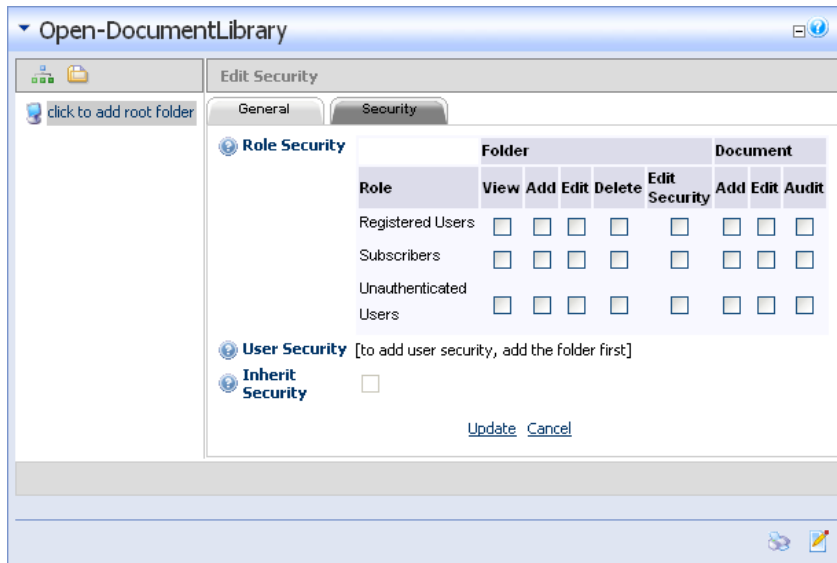 Open-DocumentLibrary
Edit Security
click to add root folder
General Security
Role Security
Folder Document
Role View Add Edit Delete Edit Security Add Edit Audit
Registered Users
Subscribers
Unauthenticated
Users
User Security [to add user security, add the folder first]
Inherit
Security
Update Cancel